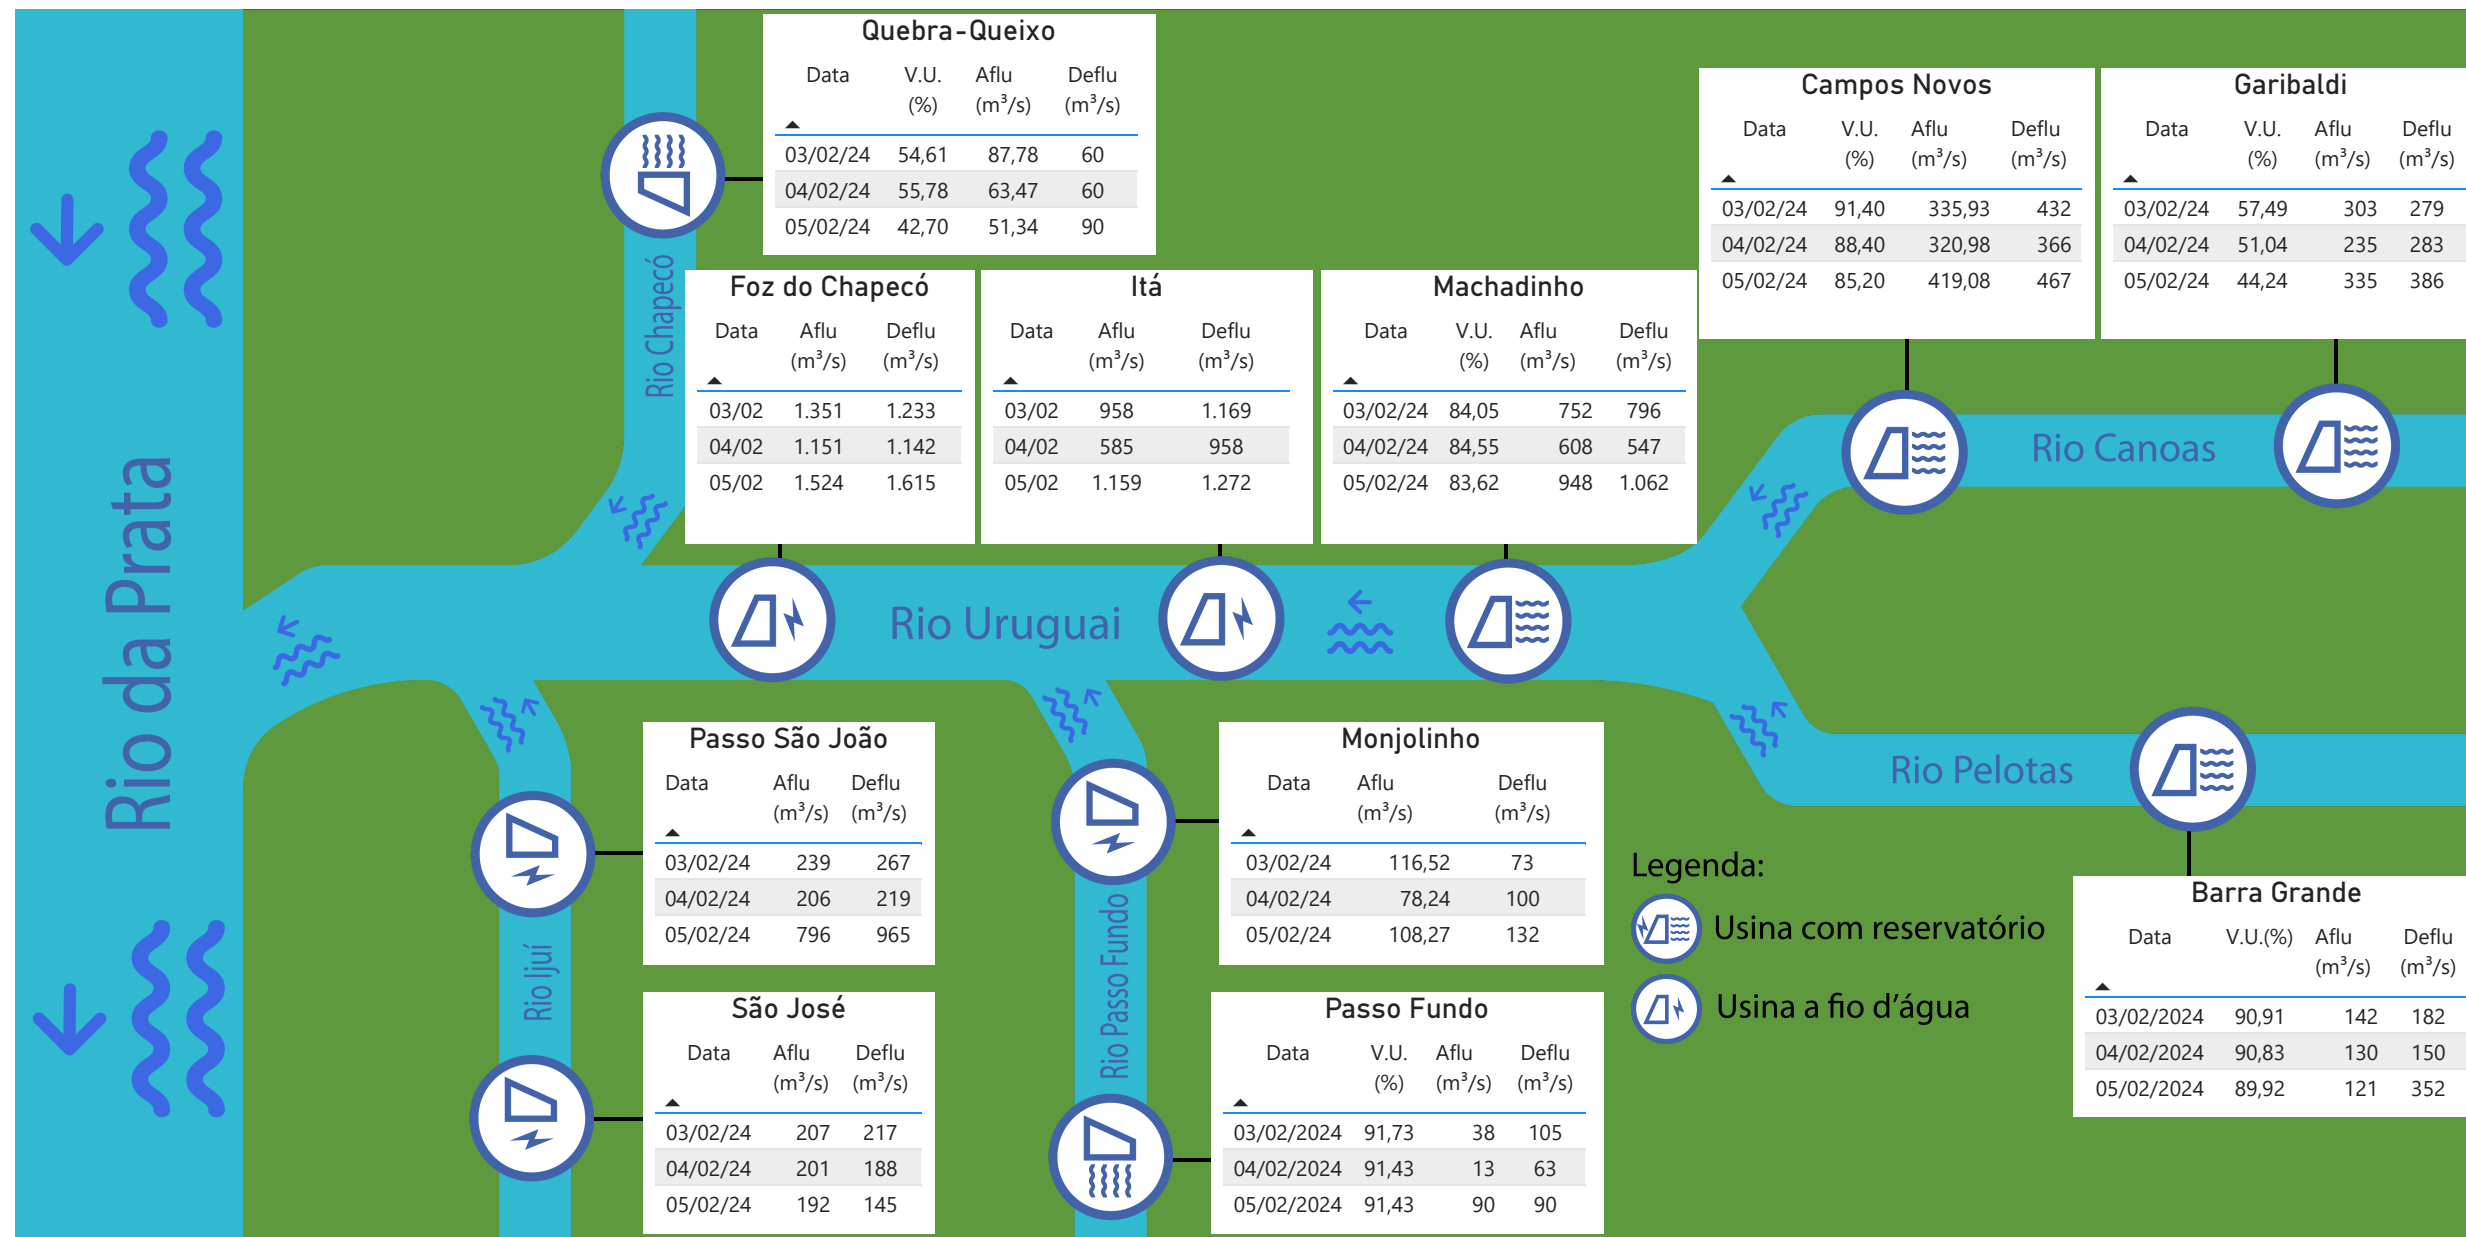 Quebra-Queixo
Data V.U. (%) Aflu (m³/s) Deflu (m³/s)
03/02/24 54,61 87,78 60
04/02/24 55,78 63,47 60
05/02/24 42,70 51,34 90
Campos Novos
Data V.U. (%) Aflu (m³/s) Deflu (m³/s)
03/02/24 91,40 335,93 432
04/02/24 88,40 320,98 366
05/02/24 85,20 419,08 467
Garibaldi
Data V.U. (%) Aflu (m³/s) Deflu (m³/s)
03/02/24 57,49 303 279
04/02/24 51,04 235 283
05/02/24 44,24 335 386
Rio Chapecó
Foz do Chapecó
Data Aflu (m³/s) Deflu (m³/s)
03/02 1.351 1.233
04/02 1.151 1.142
05/02 1.524 1.615
Itá
Data Aflu (m³/s) Deflu (m³/s)
03/02 958 1.169
04/02 585 958
05/02 1.159 1.272
Machadinho
Data V.U. (%) Aflu (m³/s) Deflu (m³/s)
03/02/24 84,05 752 796
04/02/24 84,55 608 547
05/02/24 83,62 948 1.062
Rio Canoas
Rio da Prata
Rio Uruguai
Rio Pelotas
Passo São João
Data Aflu (m³/s) Deflu (m³/s)
03/02/24 239 267
04/02/24 206 219
05/02/24 796 965
Monjolinho
Data Aflu (m³/s) Deflu (m³/s)
03/02/24 116,52 73
04/02/24 78,24 100
05/02/24 108,27 132
Legenda:
Usina com reservatório
Usina a fio d'água
Barra Grande
Data V.U.(%) Aflu (m³/s) Deflu (m³/s)
03/02/2024 90,91 142 182
04/02/2024 90,83 130 150
05/02/2024 89,92 121 352
Rio Ijuí
Rio Passo Fundo
São José
Data Aflu (m³/s) Deflu (m³/s)
03/02/24 207 217
04/02/24 201 188
05/02/24 192 145
Passo Fundo
Data V.U. (%) Aflu (m³/s) Deflu (m³/s)
03/02/2024 91,73 38 105
04/02/2024 91,43 13 63
05/02/2024 91,43 90 90